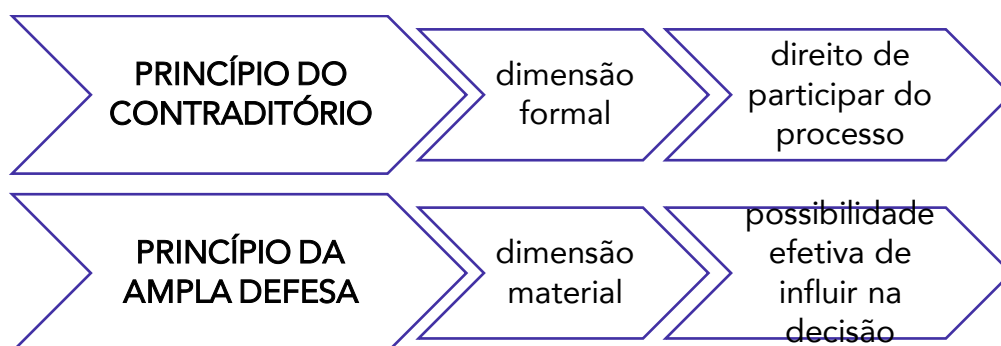 PRINCÍPIO DO
CONTRADITÓRIO
dimensão
formal
direito de
participar do
processo
PRINCÍPIO DA
AMPLA DEFESA
dimensão
material
possibilidade
efetiva de
influir na
decisão